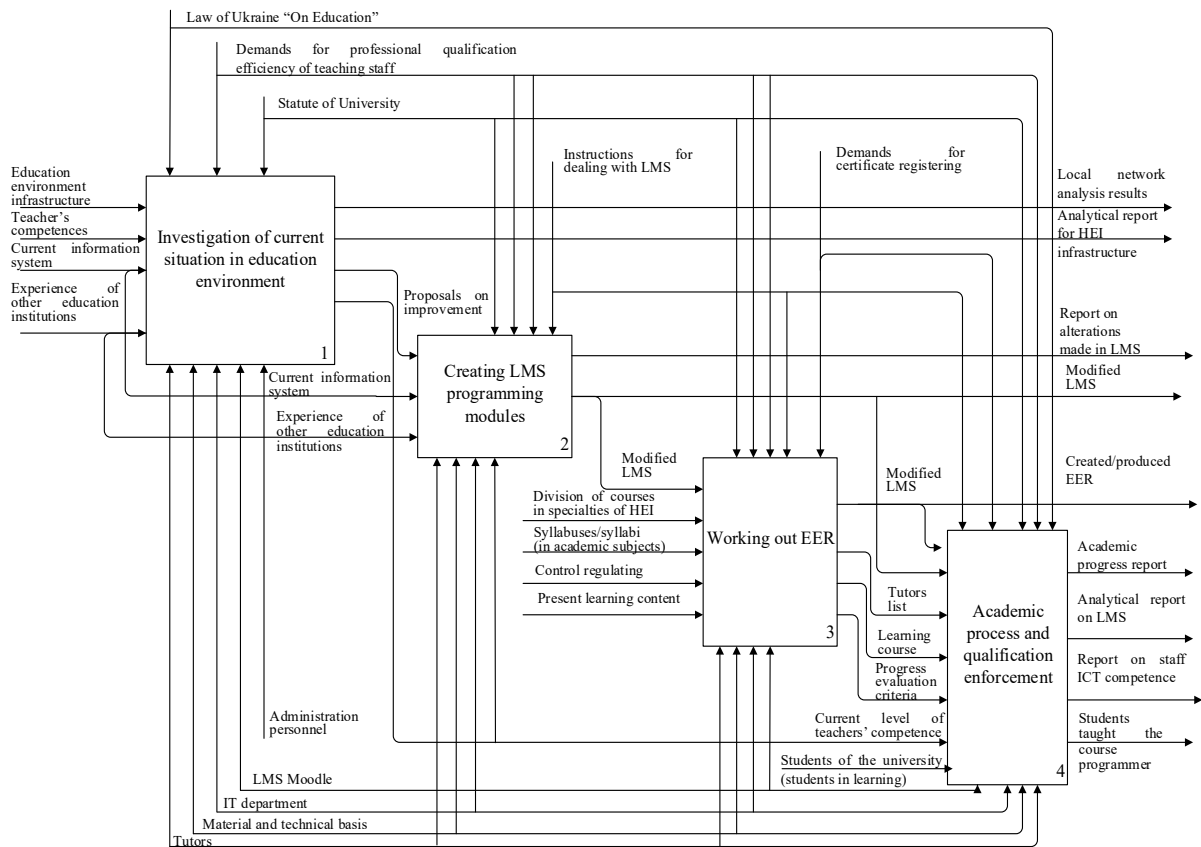 Law of Ukraine “On Education”
Demands for professional qualification
efficiency of teaching staff
Statute of University
Instructions for
dealing with LMS
Demands for
certificate registering
Education
environment
infrastructure
Teacher’s
competences
Current information
system
Experience of
other education
institutions
Investigation of current
situation in education
environment
1
Local network
analysis results
Analytical report
for HEI
infrastructure
Proposals on
improvement
Creating LMS
programming
modules
2
Current information
system
Experience of
other education
institutions
Report on
alterations
made in LMS
Modified
LMS
Modified
LMS
Division of courses
in specialties of HEI
Syllabuses/syllabi
(in academic subjects)
Control regulating
Present learning content
Working out EER
3
Modified
LMS
Created/produced
EER
Tutors
list
Learning
course
Progress
evaluation
criteria
Current level of
teachers’ competence
Students of the university
(students in learning)
Academic
process and
qualification
enforcement
4
Academic
progress report
Analytical report
on LMS
Report on staff
ICT competence
Students
taught the
course
programmer
Administration
personnel
LMS Moodle
IT department
Material and technical basis
Tutors